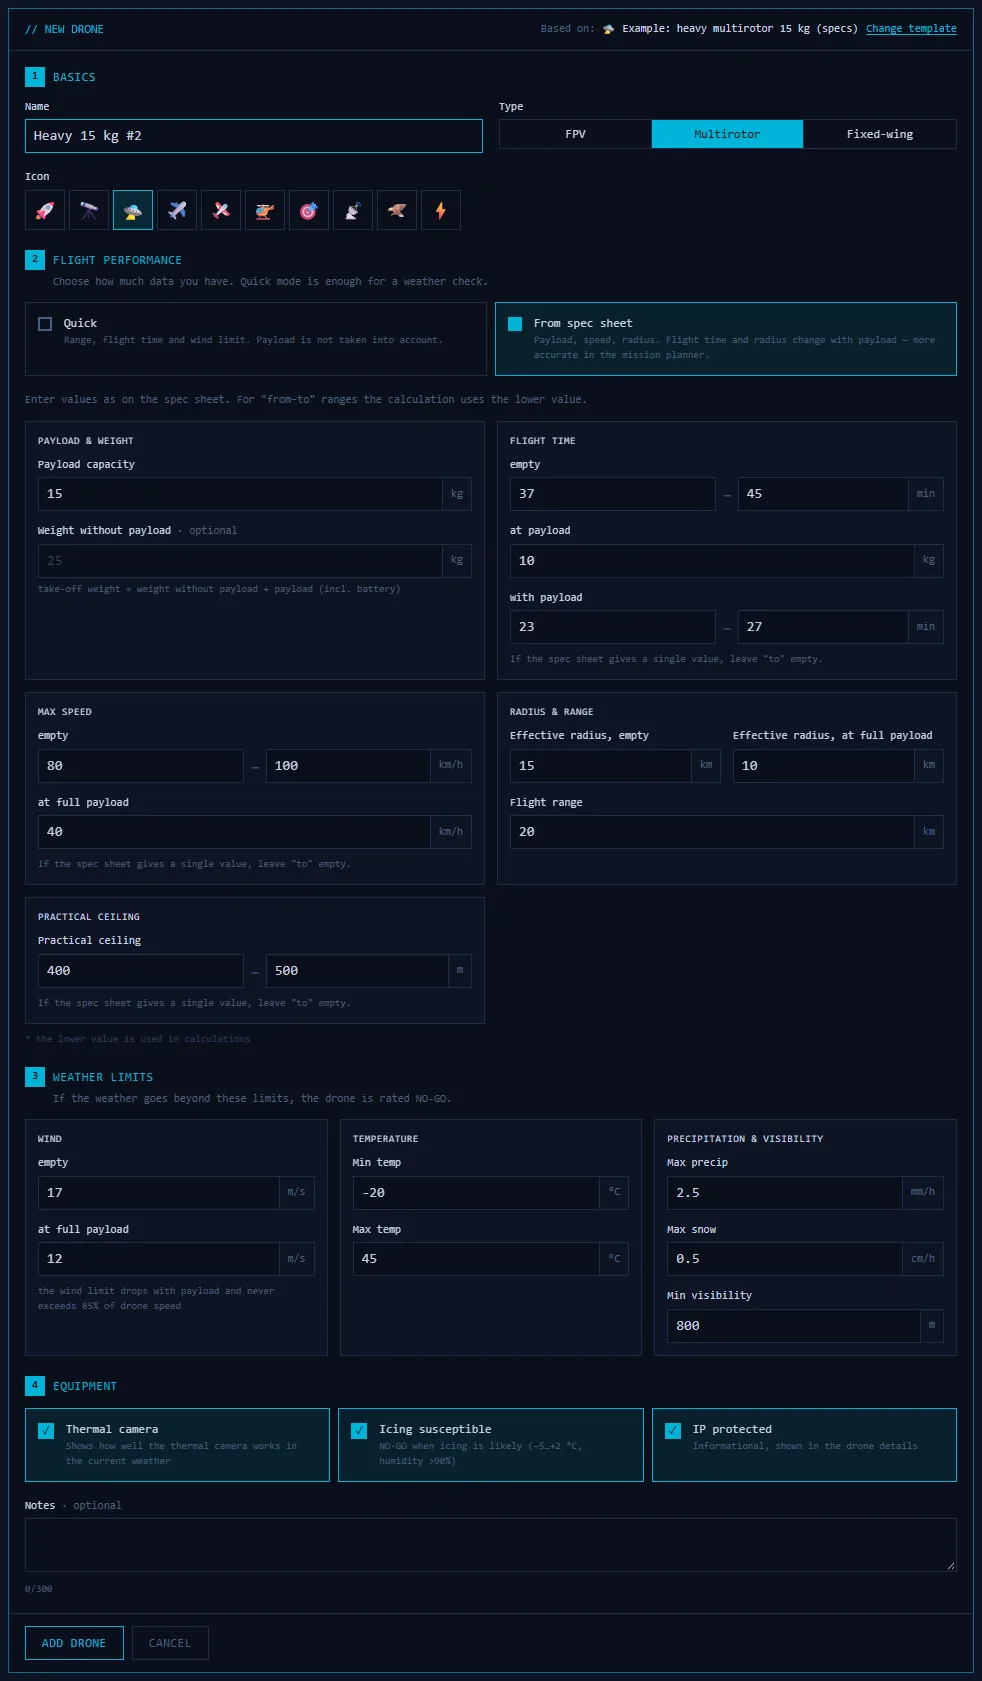 // NEW DRONE
Based on: Example: heavy multirotor 15 kg (specs) Change template
1 BASICS
Name
Heavy 15 kg #2
Type
FPV Multirotor Fixed-wing
Icon
2 FLIGHT PERFORMANCE
Choose how much data you have. Quick mode is enough for a weather check.
Quick
Range, flight time and wind limit. Payload is not taken into account.
From spec sheet
Payload, speed, radius. Flight time and radius change with payload — more
accurate in the mission planner.
Enter values as on the spec sheet. For "from–to" ranges the calculation uses the lower value.
PAYLOAD & WEIGHT
Payload capacity
15 kg
Weight without payload · optional
25 kg
take-off weight = weight without payload + payload (incl. battery)
FLIGHT TIME
empty
37 — 45 min
at payload
10 kg
with payload
23 — 27 min
If the spec sheet gives a single value, leave "to" empty.
MAX SPEED
empty
80 — 100 km/h
at full payload
40 km/h
If the spec sheet gives a single value, leave "to" empty.
RADIUS & RANGE
Effective radius, empty
15 km
Effective radius, at full payload
10 km
Flight range
20 km
PRACTICAL CEILING
Practical ceiling
400 — 500 m
If the spec sheet gives a single value, leave "to" empty.
* the lower value is used in calculations
3 WEATHER LIMITS
If the weather goes beyond these limits, the drone is rated NO-GO.
WIND
empty
17 m/s
at full payload
12 m/s
the wind limit drops with payload and never
exceeds 85% of drone speed
TEMPERATURE
Min temp
-20 °C
Max temp
45 °C
PRECIPITATION & VISIBILITY
Max precip
2.5 mm/h
Max snow
0.5 cm/h
Min visibility
800 m
4 EQUIPMENT
Thermal camera
Shows how well the thermal camera works in
the current weather
Icing susceptible
NO-GO when icing is likely (−5…+2 °C,
humidity >90%)
IP protected
Informational, shown in the drone details
Notes · optional
0/300
ADD DRONE CANCEL